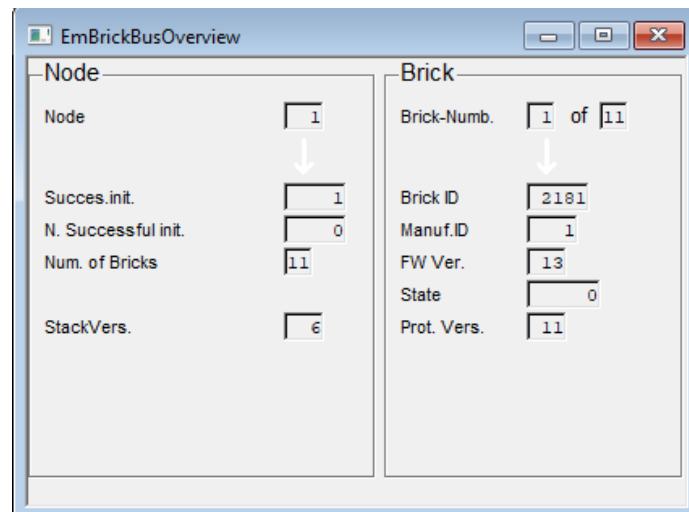 EmBrickBusOverview
Node
Node 1
Succes.init. 1
N. Successful init. 0
Num. of Bricks 11
StackVers. 6
Brick
Brick-Numb. 1 of 11
Brick ID 2181
Manuf.ID 1
FW Ver. 13
State 0
Prot. Vers. 11